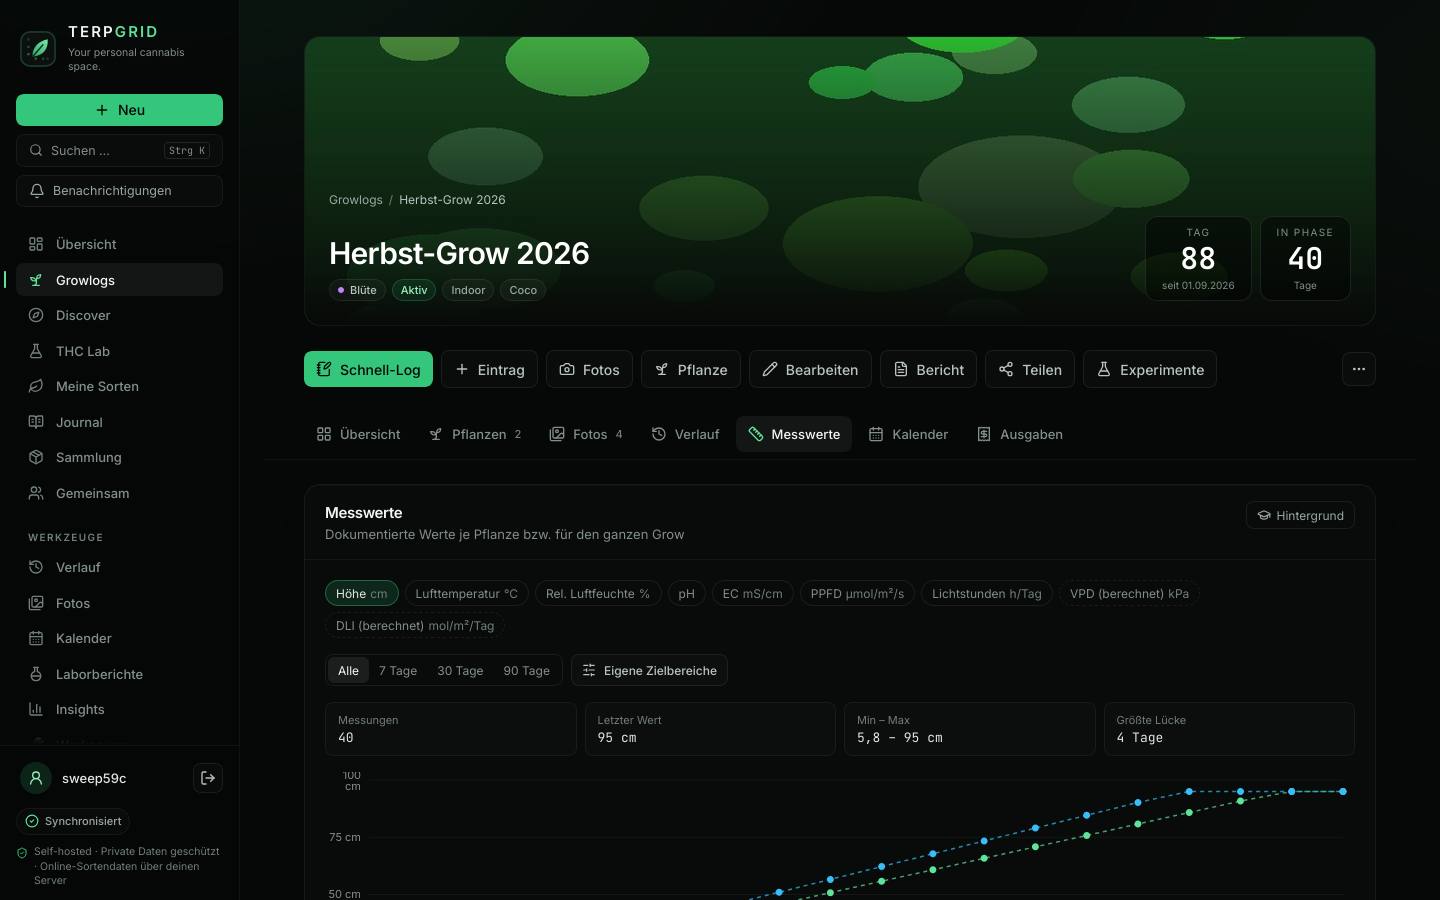 TERPGRID
Your personal cannabis
space.
Neu
Suchen ...
Strg K
Benachrichtigungen
Übersicht
Growlogs
Discover
THC Lab
Meine Sorten
Journal
Sammlung
Gemeinsam
WERKZEUGE
Verlauf
Fotos
Kalender
Laborberichte
Insights
sweep59c
Synchronisiert
Self-hosted · Private Daten geschützt
· Online-Sortendaten über deinen
Server
Growlogs / Herbst-Grow 2026
Herbst-Grow 2026
Blüte
Aktiv
Indoor
Coco
TAG
88
seit 01.09.2026
IN PHASE
40
Tage
Schnell-Log
Eintrag
Fotos
Pflanze
Bearbeiten
Bericht
Teilen
Experimente
Übersicht
Pflanzen 2
Fotos 4
Verlauf
Messwerte
Kalender
Ausgaben
Messwerte
Dokumentierte Werte je Pflanze bzw. für den ganzen Grow
Hintergrund
Höhe cm
Lufttemperatur °C
Rel. Luftfeuchte %
pH
EC mS/cm
PPFD µmol/m²/s
Lichtstunden h/Tag
VPD (berechnet) kPa
DLI (berechnet) mol/m²/Tag
Alle
7 Tage
30 Tage
90 Tage
Eigene Zielbereiche
Messungen
40
Letzter Wert
95 cm
Min – Max
5,8 – 95 cm
Größte Lücke
4 Tage
100
cm
75 cm
50 cm